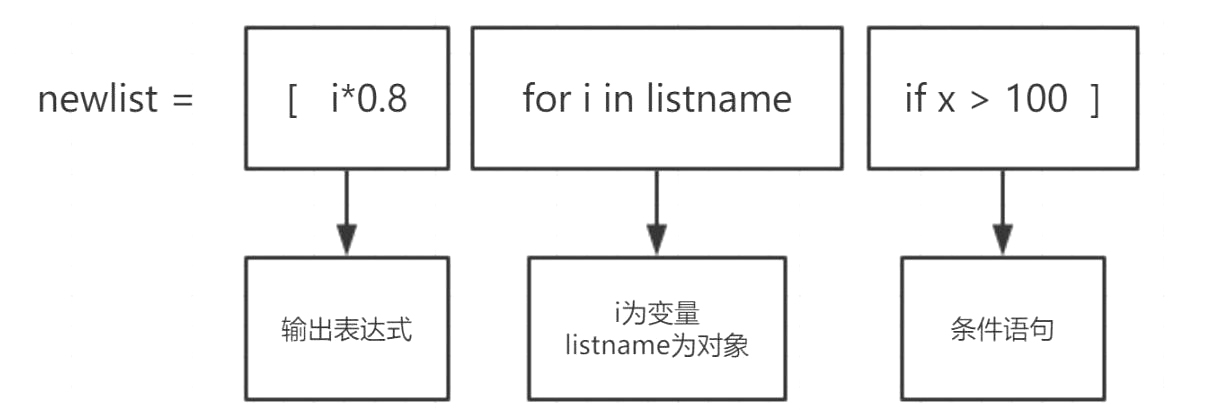 newlist = [ i*0.8 for i in listname if x > 100 ]
输出表达式
i为变量
listname为对象
条件语句